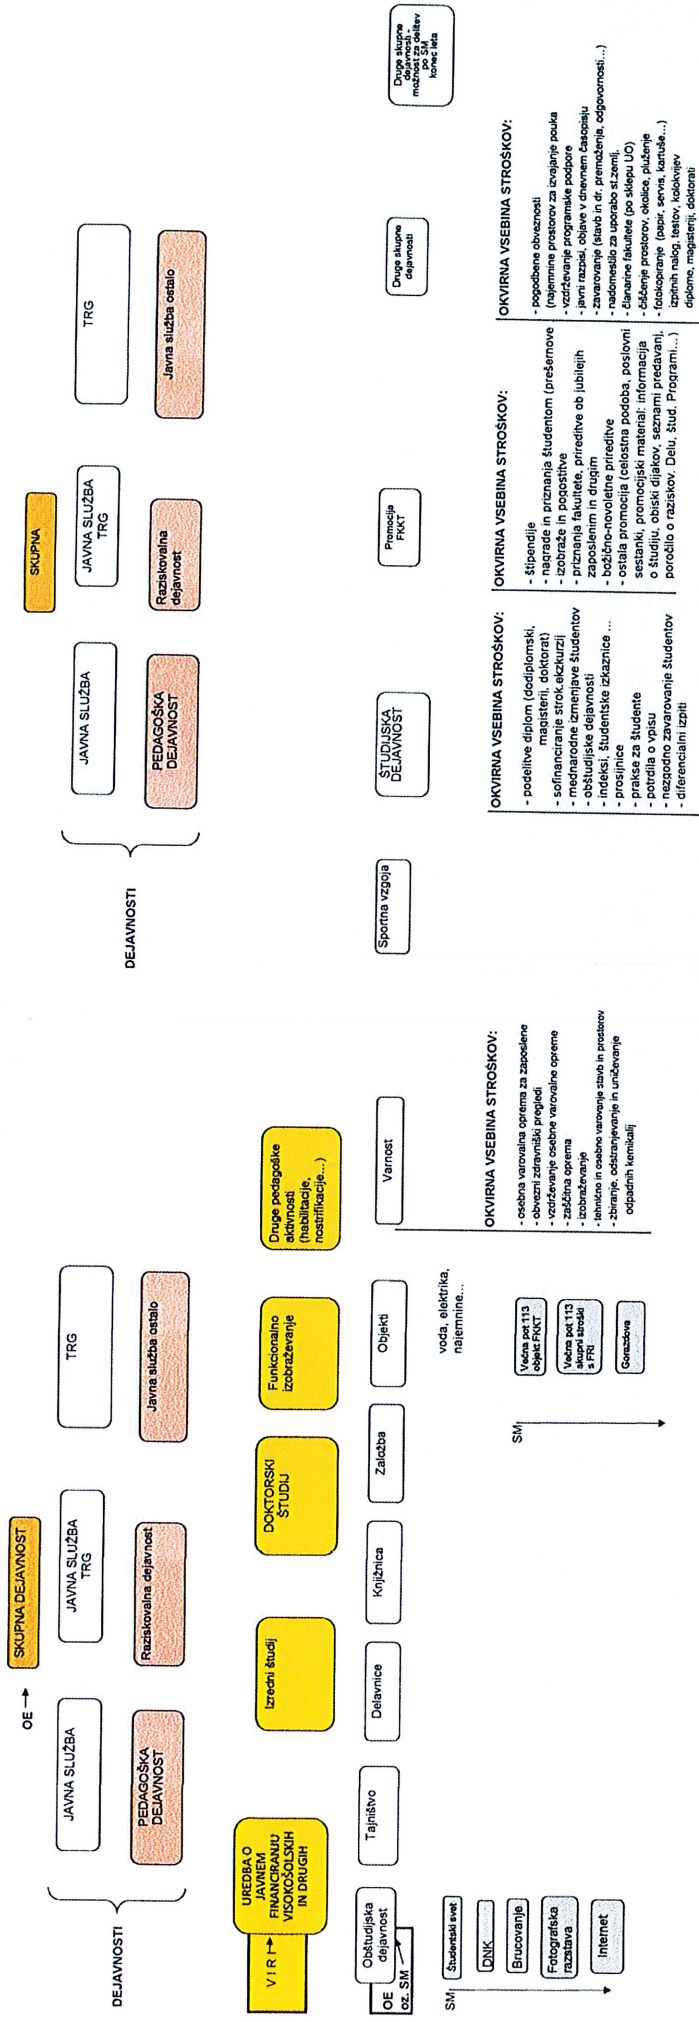 SKUPNA DEJAVNOST
OE
JAVNA SLUŽBA
JAVNA SLUŽBA
TRG
TRG
DEJAVNOSTI
PEDAGOŠKA
DEJAVNOST
Raziskovalna dejavnost
Javna služba ostalo
VIRI
UREDBA O
JAVNEM
FINANCIRANJU
VISOKOŠOLSKIH
IN DRUGIH
Izredni študij
DOKTORSKI
ŠTUDIJ
Funkcionalno
izobraževanje
Druge pedagoške
aktivnosti
(habilitacije,
nostrifikacije...)
Obštudijska
dejavnost
OE
oz. SM
Tajništvo
Delavnice
Knjižnica
Založba
Objekti
Varnost
voda, elektrika,
najemnine...
SM
Študentski svet
DNK
Brucovanje
Fotografska
razstava
Internet
SM
Večna pot 113
objekt FKKT
Večna pot 113
skupni stroški
s FRI
Gorazdova
OKVIRNA VSEBINA STROŠKOV:
- osebna varovalna oprema za zaposlene
- obvezni zdravniški pregledi
- vzdrževanje osebne varovalne opreme
- zaščitna oprema
- izobraževanje
- tehnično in osebno varovanje stavb in prostorov
- zbiranje, odstranjevanje in uničevanje
odpadnih kemikalij
SKUPNA
JAVNA SLUŽBA
JAVNA SLUŽBA
TRG
TRG
DEJAVNOSTI
PEDAGOŠKA
DEJAVNOST
Raziskovalna
dejavnost
Javna služba ostalo
Športna vzgoja
ŠTUDIJSKA
DEJAVNOST
Promocija
FKKT
Druge skupne
dejavnosti
Druge skupne
dejavnosti -
možnost za delitev
po SM
konec leta
OKVIRNA VSEBINA STROŠKOV:
- podelitve diplom (dodiplomski,
magisterij, doktorat)
- sofinanciranje strok.ekzkurzij
- mednarodne izmenjave študentov
- obštudijske dejavnosti
- indeksi, študentske izkaznice ...
- prosjinice
- prakse za študente
- potrdila o vpisu
- nezgodno zavarovanje študentov
- diferencialni izpiti
OKVIRNA VSEBINA STROŠKOV:
- štipendije
- nagrade in priznanja študentom (prešernove
- izobraže in pogostitve
- priznanja fakultete, prireditve ob jubilejih
zaposlenim in drugim
- božično-novoletne prireditve
- ostala promocija (celostna podoba, poslovni
sestanki, promocijski material: informacija
o študiju, obiski dijakov, seznami predavanj,
poročilo o raziskov. Delu, štud. Programi...)
OKVIRNA VSEBINA STROŠKOV:
- pogodbene obveznosti
(najemnine prostorov za izvajanje pouka
- vzdrževanje programske podpore
- javni razpisi, objave v dnevnem časopisju
- zavarovanje (stavb in dr. premoženja, odgovornosti...)
- nadomestilo za uporabo st.zemlj.
- članarine fakultete (po sklepu UO)
- čiščenje prostorov, okolice, pluženje
- fotokopiranje (papir, servis, kartuše...)
izpitnih nalog, testov, kolokvijev
diplome, magisteriji, doktorati